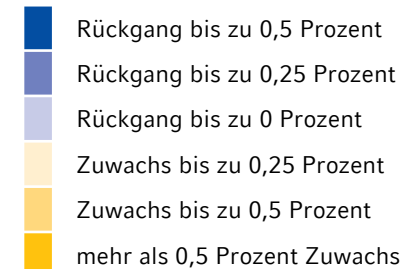 Rückgang bis zu 0,5 Prozent
Rückgang bis zu 0,25 Prozent
Rückgang bis zu 0 Prozent
Zuwachs bis zu 0,25 Prozent
Zuwachs bis zu 0,5 Prozent
mehr als 0,5 Prozent Zuwachs